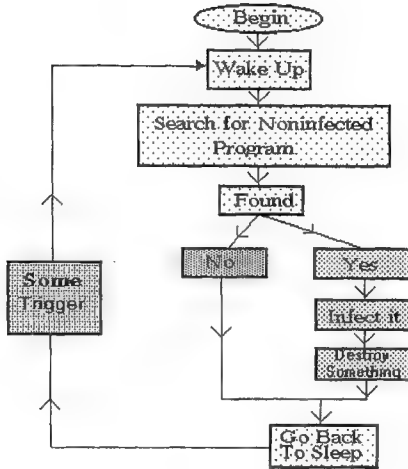 Begin
Wake Up
Search for Noninfected
Program
Found
No
Yes
Some
Trigger
Infect it
Destroy
Something
Go Back
To Sleep